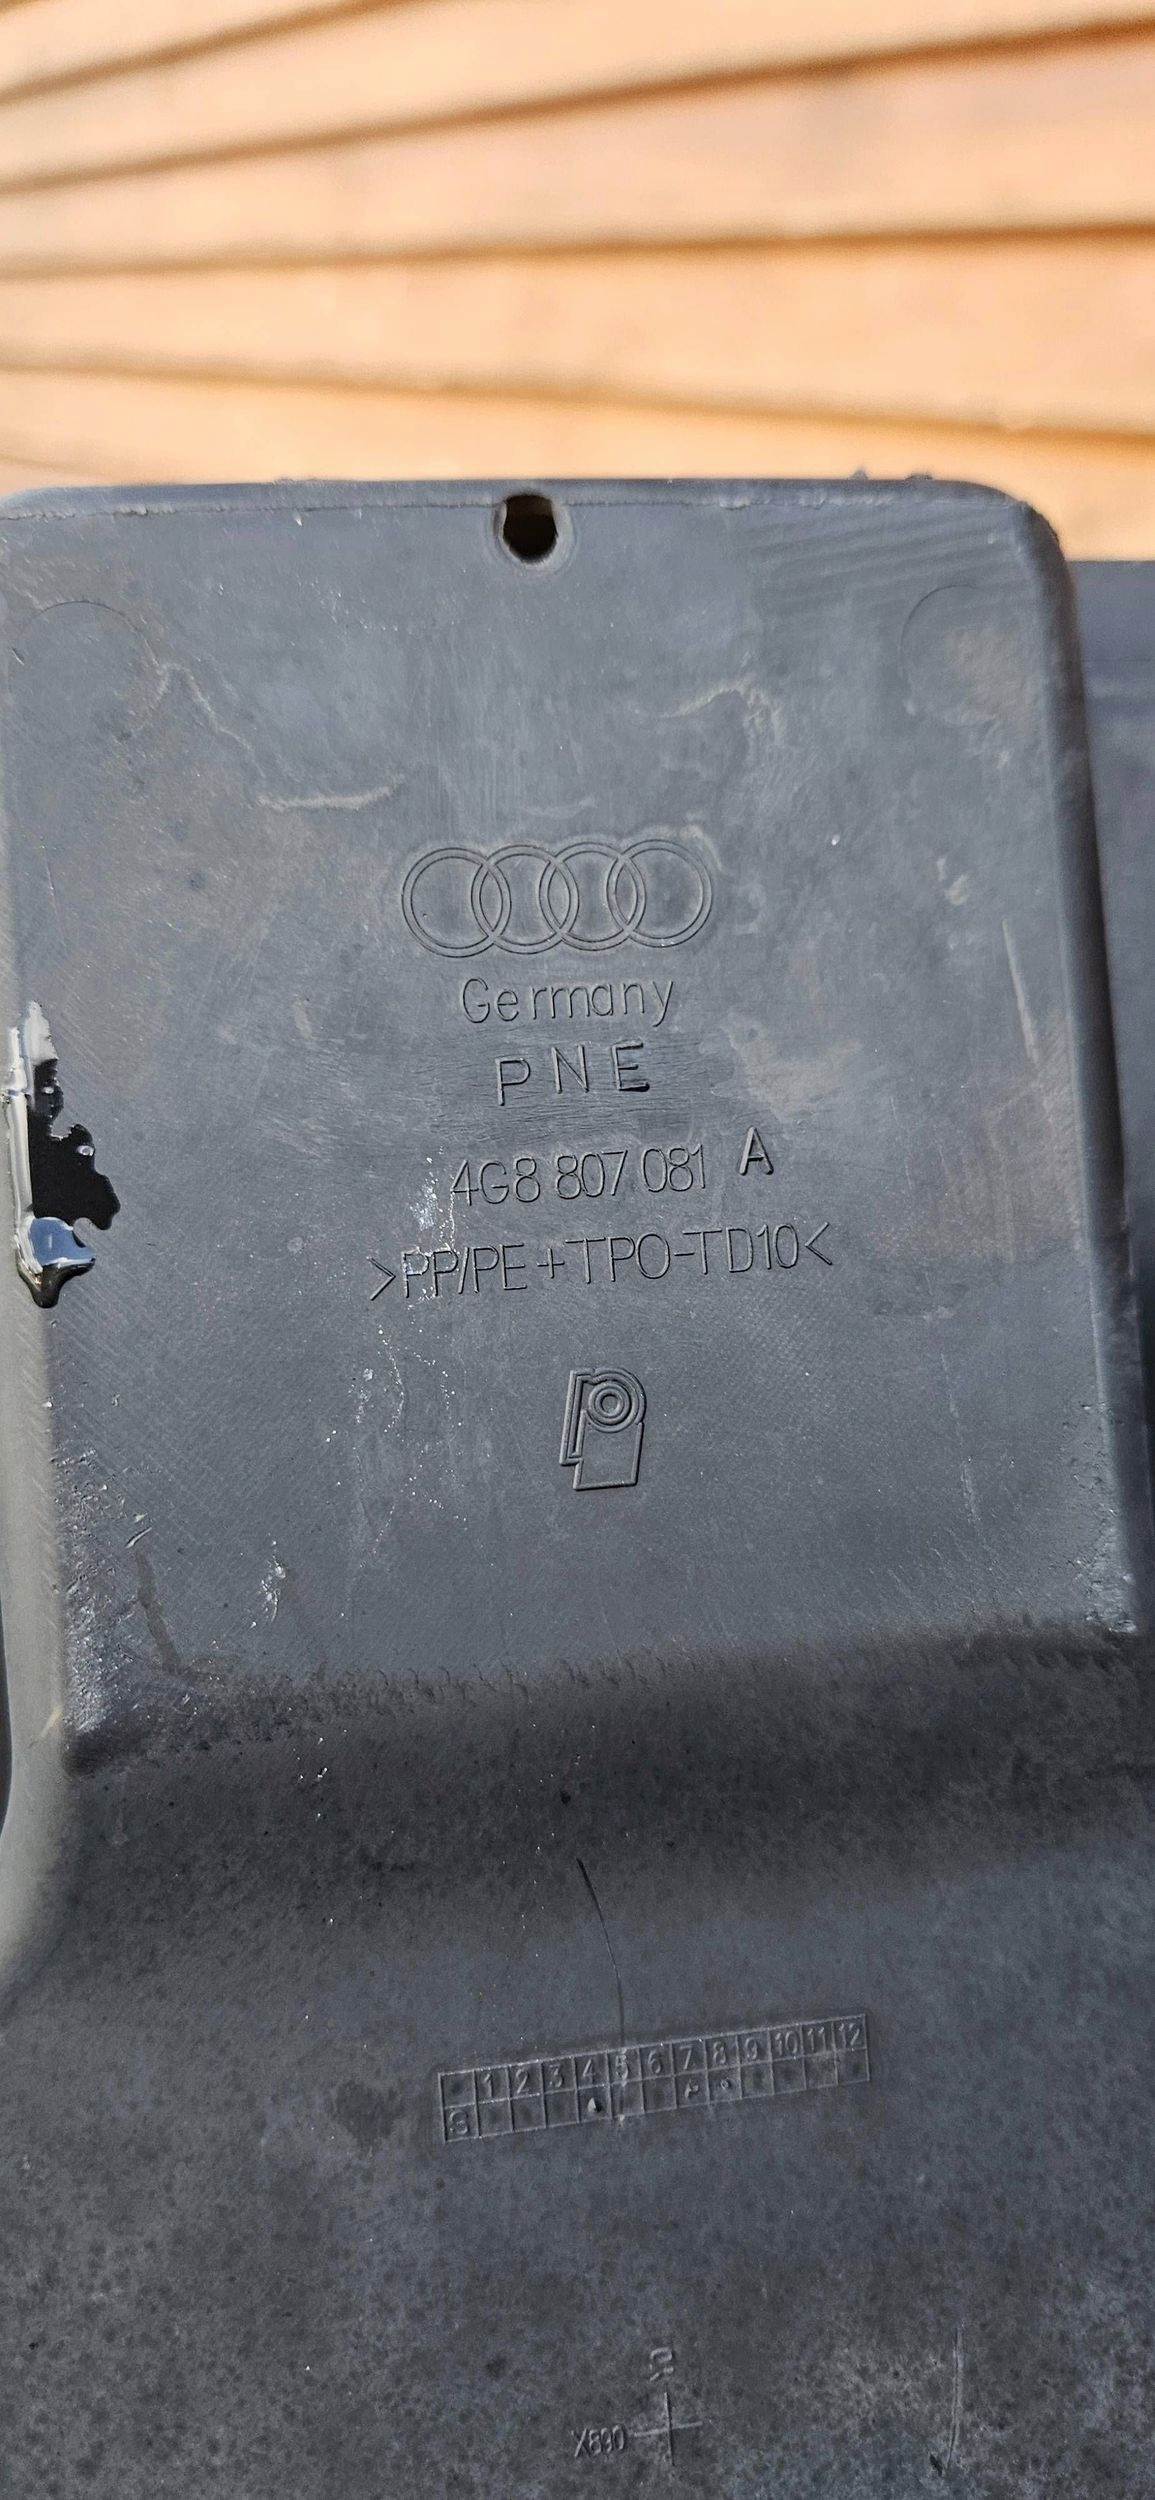 Germany
PNE
4G8 807 081 A
>PP/PE+TPO-TD10<
1 2 3 4 5 6 7 8 9 10 11 12
S
X890